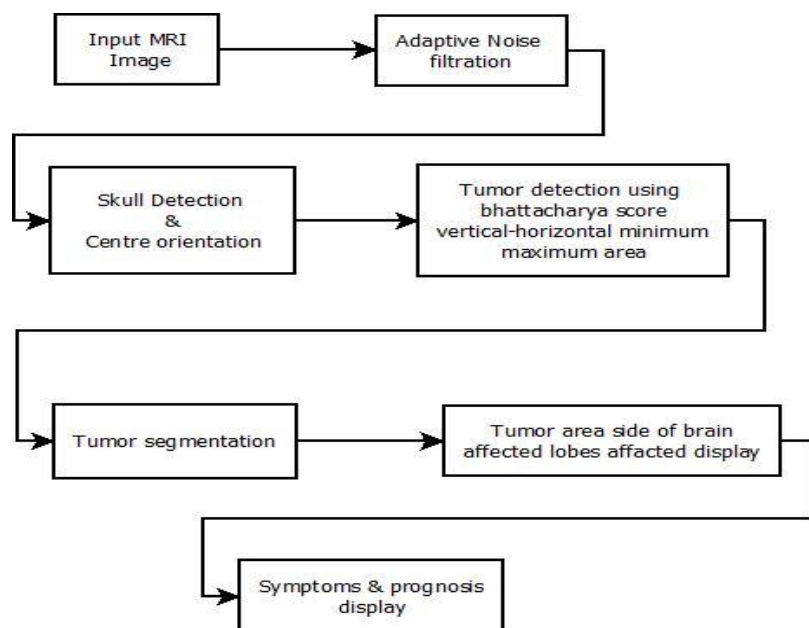 Input MRI
Image
Adaptive Noise
filtration
Skull Detection
&
Centre orientation
Tumor detection using
bhattacharya score
vertical-horizontal minimum
maximum area
Tumor segmentation
Tumor area side of brain
affected lobes affacted display
Symptoms & prognosis
display